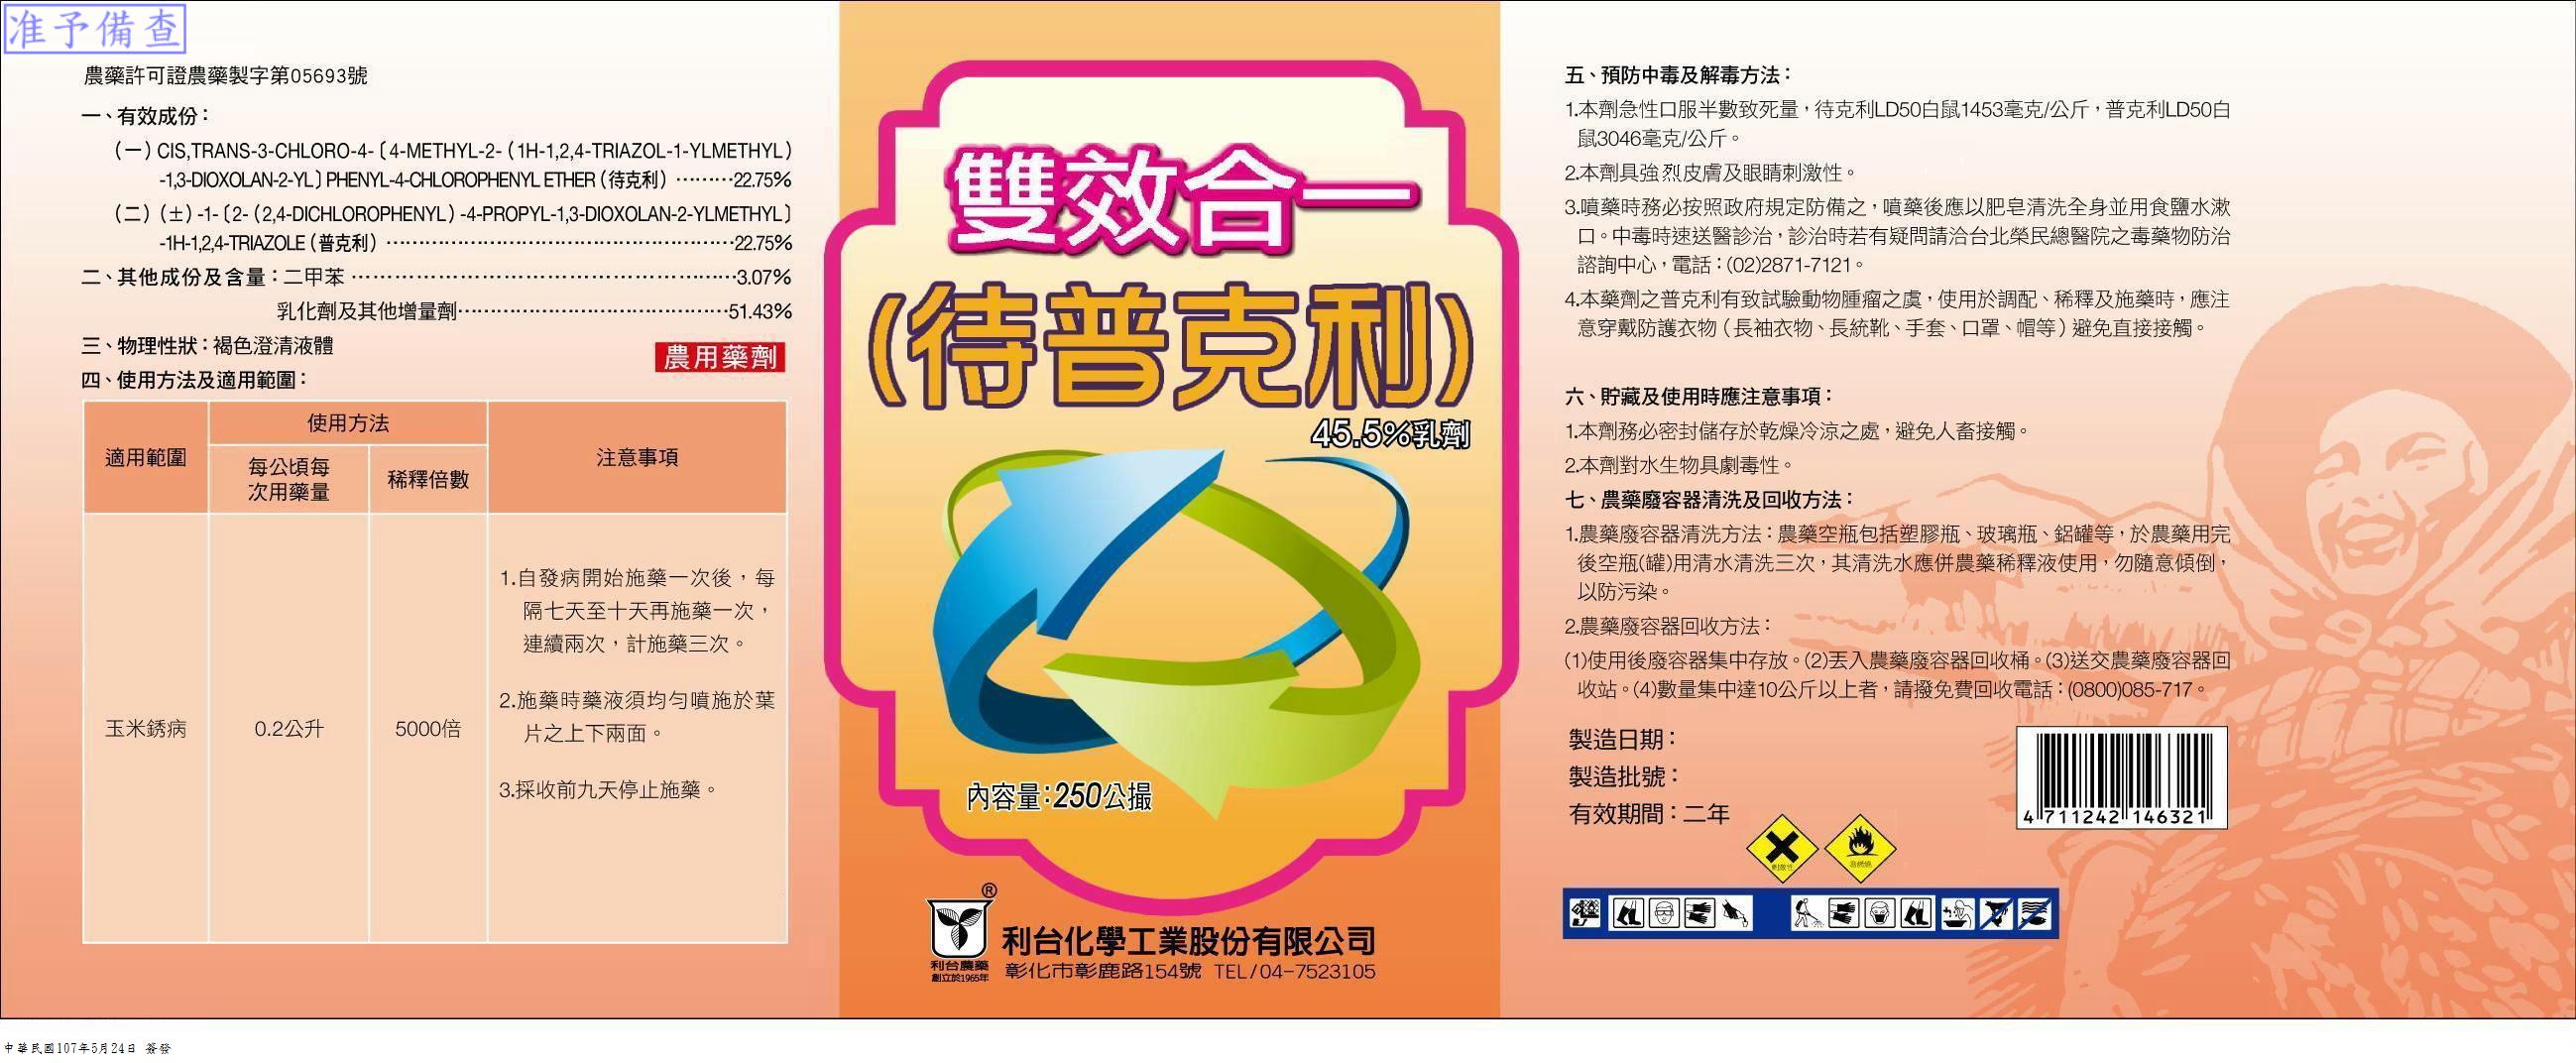 准予備查
農藥許可證農藥製字第05693號
一、有效成份：
（一）CIS,TRANS-3-CHLORO-4-〔4-METHYL-2-（1H-1,2,4-TRIAZOL-1-YLMETHYL）
-1,3-DIOXOLAN-2-YL〕PHENYL-4-CHLOROPHENYL ETHER（待克利）………22.75%
（二）（±）-1-〔2-（2,4-DICHLOROPHENYL）-4-PROPYL-1,3-DIOXOLAN-2-YLMETHYL〕
-1H-1,2,4-TRIAZOLE（普克利）………………………………………………22.75%
二、其他成份及含量：二甲苯………………………………………………3.07%
乳化劑及其他增量劑……………………………………51.43%
三、物理性狀：褐色澄清液體
農用藥劑
四、使用方法及適用範圍：
適用範圍
使用方法
每公頃每
次用藥量
稀釋倍數
注意事項
玉米銹病
0.2公升
5000倍
1.自發病開始施藥一次後，每
隔七天至十天再施藥一次，
連續兩次，計施藥三次。
2.施藥時藥液須均勻噴施於葉
片之上下兩面。
3.採收前九天停止施藥。
雙效合一
（待普克利）
45.5%乳劑
內容量：250公撮
®
利台農藥
創立於1965年
利台化學工業股份有限公司
彰化市彰鹿路154號 TEL/04-7523105
五、預防中毒及解毒方法：
1.本劑急性口服半數致死量，待克利LD50白鼠1453毫克/公斤，普克利LD50白
鼠3046毫克/公斤。
2.本劑具強烈皮膚及眼睛刺激性。
3.噴藥時務必按照政府規定防備之，噴藥後應以肥皂清洗全身並用食鹽水漱
口。中毒時速送醫診治，診治時若有疑問請洽台北榮民總醫院之毒藥物防治
諮詢中心，電話：(02)2871-7121。
4.本藥劑之普克利有致試驗動物腫瘤之虞，使用於調配、稀釋及施藥時，應注
意穿戴防護衣物（長袖衣物、長統靴、手套、口罩、帽等）避免直接接觸。
六、貯藏及使用時應注意事項：
1.本劑務必密封儲存於乾燥冷涼之處，避免人畜接觸。
2.本劑對水生物具劇毒性。
七、農藥廢容器清洗及回收方法：
1.農藥廢容器清洗方法：農藥空瓶包括塑膠瓶、玻璃瓶、鋁罐等，於農藥用完
後空瓶(罐)用清水清洗三次，其清洗水應併農藥稀釋液使用，勿隨意傾倒，
以防污染。
2.農藥廢容器回收方法：
(1)使用後廢容器集中存放。(2)丟入農藥廢容器回收桶。(3)送交農藥廢容器回
收站。(4)數量集中達10公斤以上者，請撥免費回收電話：(0800)085-717。
製造日期：
製造批號：
有效期間：二年
刺激性
易燃燒
4 711242 146321
中華民國107年5月24日 簽發